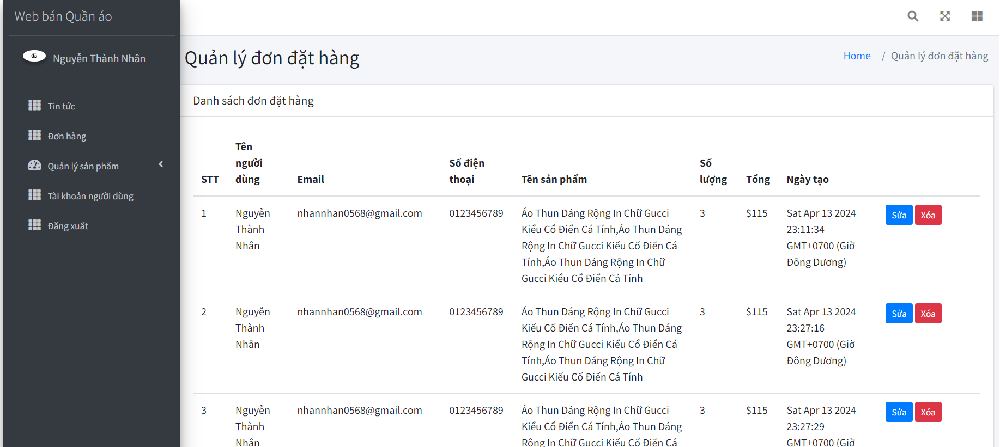 Web bán Quần áo
Nguyễn Thành Nhân
Tin tức
Đơn hàng
Quản lý sản phẩm
Tài khoản người dùng
Đăng xuất
Quản lý đơn đặt hàng
Home / Quản lý đơn đặt hàng
Danh sách đơn đặt hàng
STT Tên người dùng Email Số điện thoại Tên sản phẩm Số lượng Tổng Ngày tạo
1 Nguyễn nhannhan0568@gmail.com 0123456789 Áo Thun Dáng Rộng In Chữ Gucci 3 $115 Sat Apr 13 2024 Sửa Xóa
Thành Kiểu Cổ Điển Cá Tính,Áo Thun Dáng 23:11:34
Nhân Rộng In Chữ Gucci Kiểu Cổ Điển Cá GMT+0700 (Giờ
Tính,Áo Thun Dáng Rộng In Chữ Đông Dương)
Gucci Kiểu Cổ Điển Cá Tính
2 Nguyễn nhannhan0568@gmail.com 0123456789 Áo Thun Dáng Rộng In Chữ Gucci 3 $115 Sat Apr 13 2024 Sửa Xóa
Thành Kiểu Cổ Điển Cá Tính,Áo Thun Dáng 23:27:16
Nhân Rộng In Chữ Gucci Kiểu Cổ Điển Cá GMT+0700 (Giờ
Tính,Áo Thun Dáng Rộng In Chữ Đông Dương)
Gucci Kiểu Cổ Điển Cá Tính
3 Nguyễn nhannhan0568@gmail.com 0123456789 Áo Thun Dáng Rộng In Chữ Gucci 3 $115 Sat Apr 13 2024 Sửa Xóa
Thành Kiểu Cổ Điển Cá Tính,Áo Thun Dáng 23:27:29
Nhân Rộng In Chữ Gucci Kiểu Cổ Điển Cá GMT+0700 (Giờ